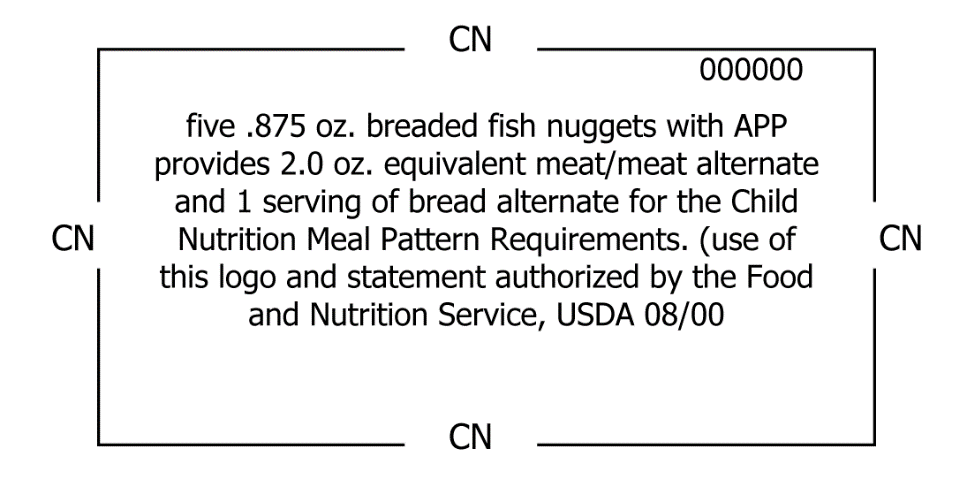 CN
000000
five .875 oz. breaded fish nuggets with APP
provides 2.0 oz. equivalent meat/meat alternate
and 1 serving of bread alternate for the Child
CN Nutrition Meal Pattern Requirements. (use of CN
this logo and statement authorized by the Food
and Nutrition Service, USDA 08/00
CN